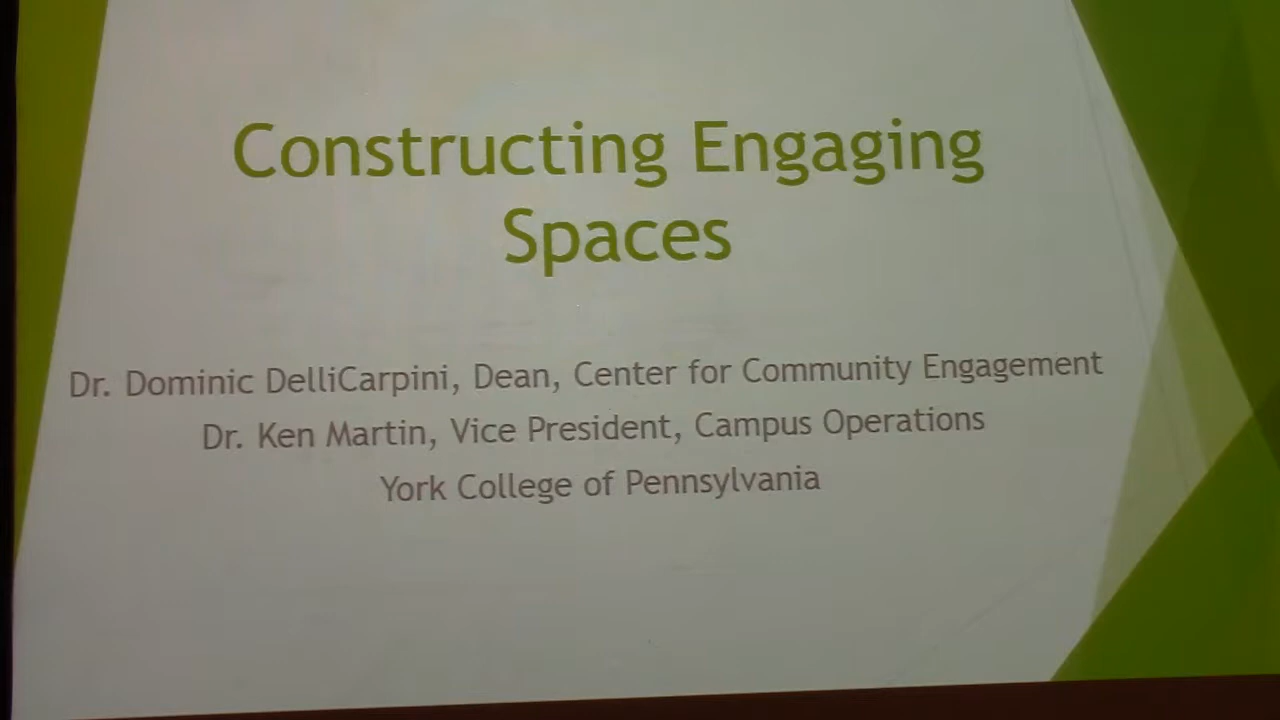 Constructing Engaging
Spaces
Dr. Dominic DelliCarpini, Dean, Center for Community Engagement
Dr. Ken Martin, Vice President, Campus Operations
York College of Pennsylvania